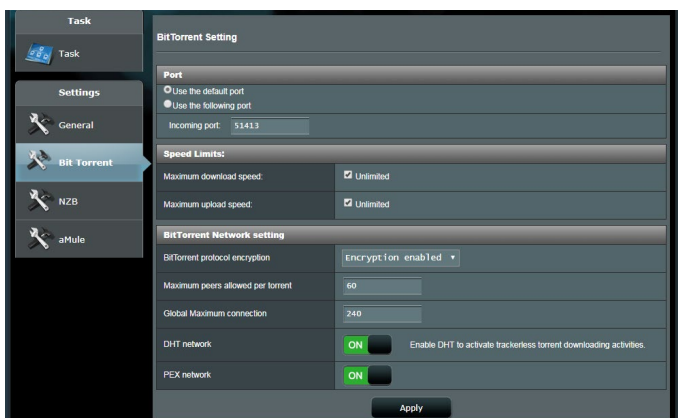 Task
Task
Settings
General
Bit Torrent
NZB
aMule
BitTorrent Setting
Port
Use the default port
Use the following port
Incoming port: 51413
Speed Limits:
Maximum download speed: Unlimited
Maximum upload speed: Unlimited
BitTorrent Network setting
BitTorrent protocol encryption Encryption enabled
Maximum peers allowed per torrent 60
Global Maximum connection 240
DHT network ON Enable DHT to activate trackerless torrent downloading activities.
PEX network ON
Apply